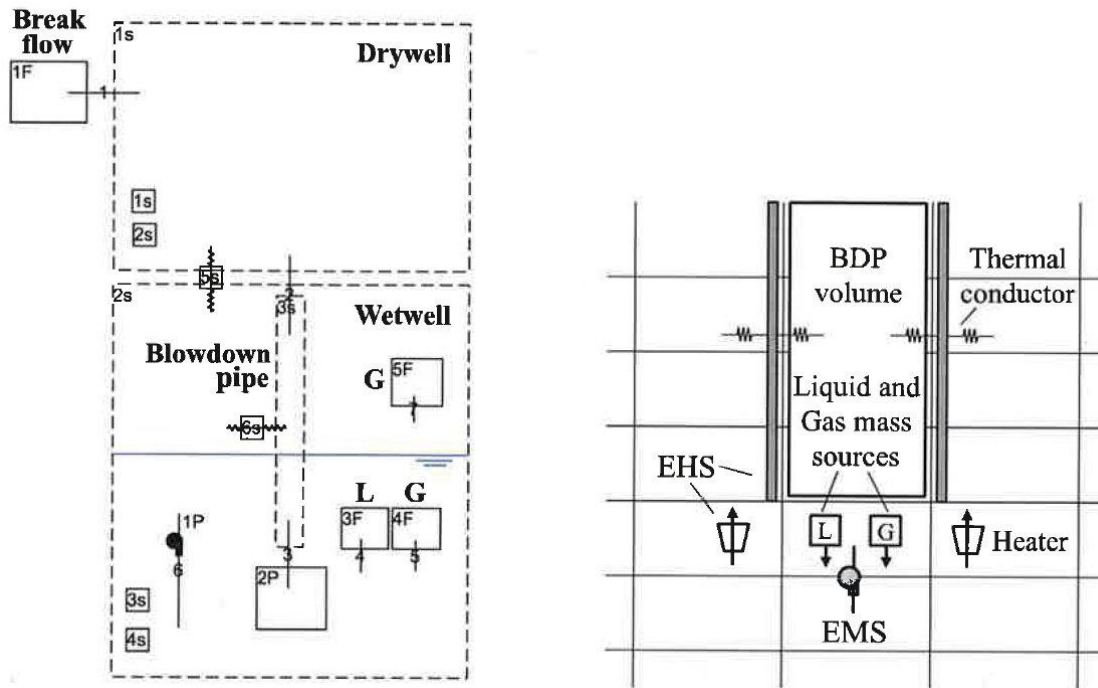 Break
flow
1F
1
1s
Drywell
1s
2s
5s
2
3s
2s
Wetwell
Blowdown
pipe
G
5F
7
6s
L
G
3F
4F
1P
6
3
4
5
2P
3s
4s
BDP
volume
Thermal
conductor
Liquid and
Gas mass
sources
EHS
L
G
Heater
EMS